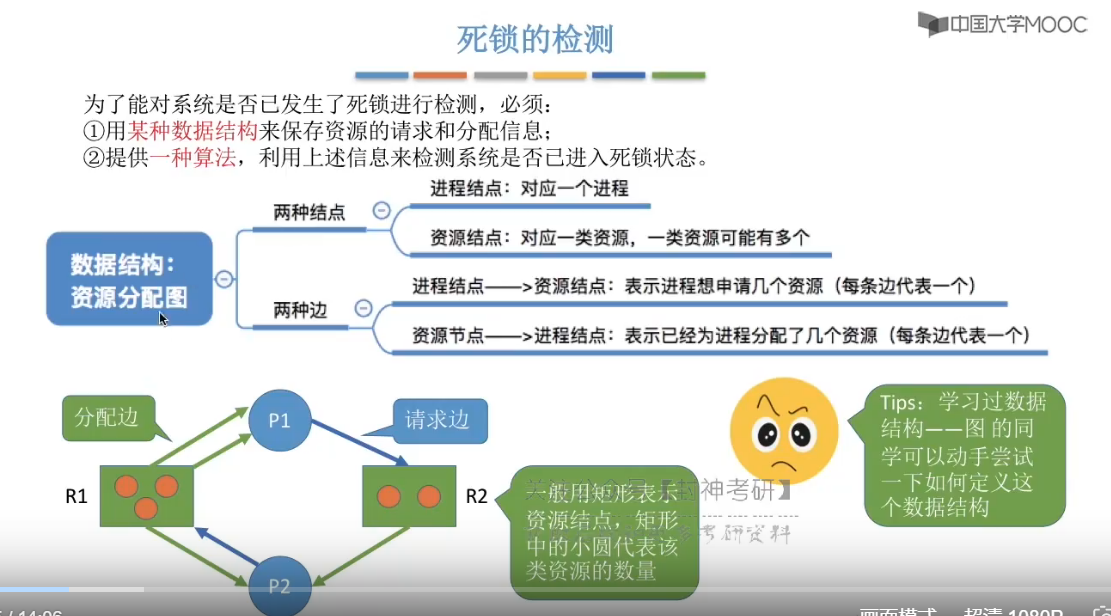 中国大学MOOC
死锁的检测
为了能对系统是否已发生了死锁进行检测，必须：
①用某种数据结构来保存资源的请求和分配信息；
②提供一种算法，利用上述信息来检测系统是否已进入死锁状态。
数据结构：
资源分配图
两种结点
进程结点：对应一个进程
资源结点：对应一类资源，一类资源可能有多个
两种边
进程结点——>资源结点：表示进程想申请几个资源（每条边代表一个）
资源节点——>进程结点：表示已经为进程分配了几个资源（每条边代表一个）
分配边
P1
请求边
R1
R2
P2
一般用矩形表示
资源结点，矩形
中的小圆代表该
类资源的数量
Tips：学习过数据
结构——图 的同
学可以动手尝试
一下如何定义这
个数据结构
【封神考研】
考研资料
/ 14:06
画面模式
超清 1080P